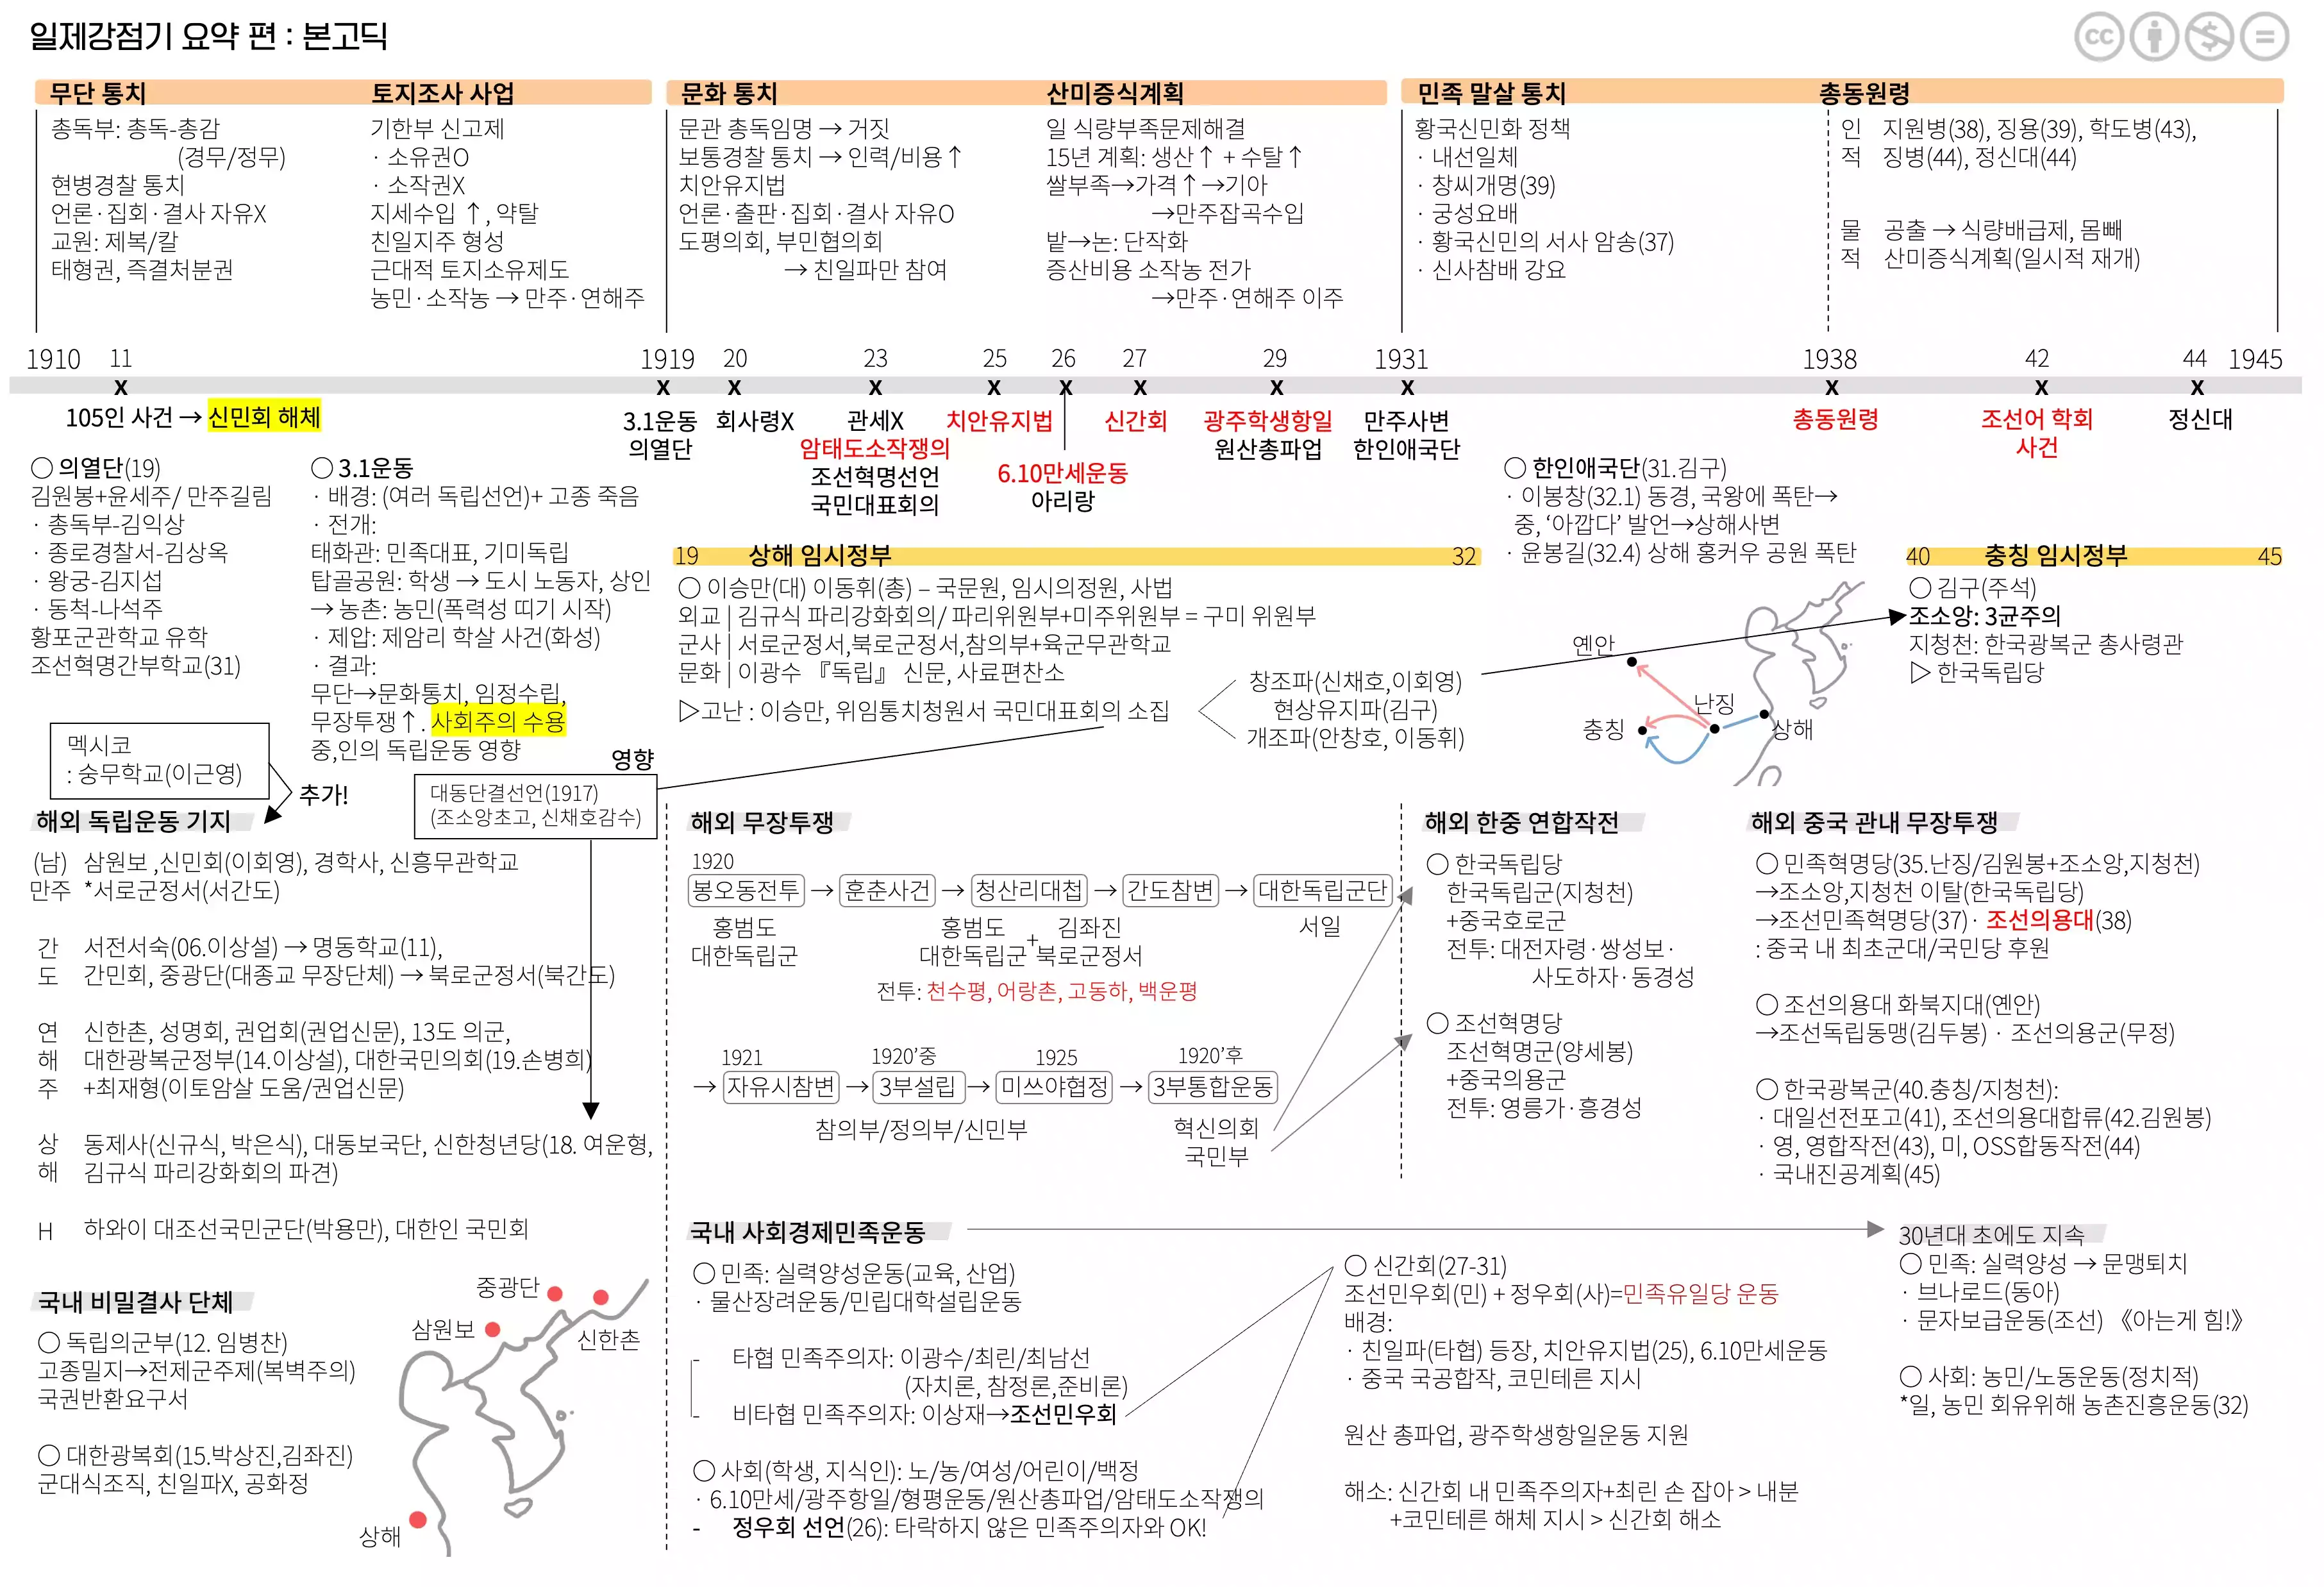 일제강점기 요약 편 : 본고딕
cc
무단 통치
총독부: 총독-총감
(경무/정무)
헌병경찰 통치
언론·집회·결사 자유X
교원: 제복/칼
태형권, 즉결처분권
토지조사 사업
기한부 신고제
· 소유권O
· 소작권X
지세수입 ↑, 약탈
친일지주 형성
근대적 토지소유제도
농민·소작농 → 만주·연해주
문화 통치
문관 총독임명 → 거짓
보통경찰 통치 → 인력/비용↑
치안유지법
언론·출판·집회·결사 자유O
도평의회, 부민협의회
→ 친일파만 참여
산미증식계획
일 식량부족문제해결
15년 계획: 생산↑ + 수탈↑
쌀부족→가격↑→기아
→만주잡곡수입
밭→논: 단작화
증산비용 소작농 전가
→만주·연해주 이주
민족 말살 통치
황국신민화 정책
· 내선일체
· 창씨개명(39)
· 궁성요배
· 황국신민의 서사 암송(37)
· 신사참배 강요
총동원령
인 지원병(38), 징용(39), 학도병(43),
적 징병(44), 정신대(44)
물 공출 → 식량배급제, 몸빼
적 산미증식계획(일시적 재개)
1910 11 1919 20 23 25 26 27 29 1931 1938 42 44 1945
x x x x x x x x x x x x
105인 사건 → 신민회 해체
3.1운동
의열단
회사령X
관세X
암태도소작쟁의
조선혁명선언
국민대표회의
치안유지법
6.10만세운동
아리랑
신간회
광주학생항일
원산총파업
만주사변
한인애국단
총동원령
조선어 학회
사건
정신대
○ 의열단(19)
김원봉+윤세주/ 만주길림
· 총독부-김익상
· 종로경찰서-김상옥
· 왕궁-김지섭
· 동척-나석주
황포군관학교 유학
조선혁명간부학교(31)
○ 3.1운동
· 배경: (여러 독립선언)+ 고종 죽음
· 전개:
태화관: 민족대표, 기미독립
탑골공원: 학생 → 도시 노동자, 상인
→ 농촌: 농민(폭력성 띠기 시작)
· 제압: 제암리 학살 사건(화성)
· 결과:
무단→문화통치, 임정수립,
무장투쟁↑. 사회주의 수용
중,인의 독립운동 영향
19 상해 임시정부 32
○ 이승만(대) 이동휘(총) – 국문원, 임시의정원, 사법
외교 | 김규식 파리강화회의/ 파리위원부+미주위원부 = 구미 위원부
군사 | 서로군정서,북로군정서,참의부+육군무관학교
문화 | 이광수 『독립』 신문, 사료편찬소
▷고난 : 이승만, 위임통치청원서 국민대표회의 소집
창조파(신채호,이회영)
현상유지파(김구)
개조파(안창호, 이동휘)
○ 한인애국단(31.김구)
· 이봉창(32.1) 동경, 국왕에 폭탄→
중, ‘아깝다’ 발언→상해사변
· 윤봉길(32.4) 상해 홍커우 공원 폭탄
40 충칭 임시정부 45
○ 김구(주석)
조소앙: 3균주의
지청천: 한국광복군 총사령관
▷ 한국독립당
옌안
난징
충칭
상해
멕시코
: 숭무학교(이근영)
추가!
영향
대동단결선언(1917)
(조소앙초고, 신채호감수)
해외 독립운동 기지
(남) 삼원보 ,신민회(이회영), 경학사, 신흥무관학교
만주 *서로군정서(서간도)
간 서전서숙(06.이상설) → 명동학교(11),
도 간민회, 중광단(대종교 무장단체) → 북로군정서(북간도)
연 신한촌, 성명회, 권업회(권업신문), 13도 의군,
해 대한광복군정부(14.이상설), 대한국민의회(19.손병희)
주 +최재형(이토암살 도움/권업신문)
상 동제사(신규식, 박은식), 대동보국단, 신한청년당(18. 여운형,
해 김규식 파리강화회의 파견)
H 하와이 대조선국민군단(박용만), 대한인 국민회
국내 비밀결사 단체
○ 독립의군부(12. 임병찬)
고종밀지→전제군주제(복벽주의)
국권반환요구서
○ 대한광복회(15.박상진,김좌진)
군대식조직, 친일파X, 공화정
중광단
삼원보
신한촌
상해
해외 무장투쟁
1920
봉오동전투 → 훈춘사건 → 청산리대첩 → 간도참변 → 대한독립군단
홍범도
대한독립군
홍범도 + 김좌진
대한독립군 북로군정서
서일
전투: 천수평, 어랑촌, 고동하, 백운평
1921 1920’중 1925 1920’후
→ 자유시참변 → 3부설립 → 미쓰야협정 → 3부통합운동
참의부/정의부/신민부
혁신의회
국민부
해외 한중 연합작전
○ 한국독립당
한국독립군(지청천)
+중국호로군
전투: 대전자령·쌍성보·
사도하자·동경성
○ 조선혁명당
조선혁명군(양세봉)
+중국의용군
전투: 영릉가·흥경성
해외 중국 관내 무장투쟁
○ 민족혁명당(35.난징/김원봉+조소앙,지청천)
→조소앙,지청천 이탈(한국독립당)
→조선민족혁명당(37)· 조선의용대(38)
: 중국 내 최초군대/국민당 후원
○ 조선의용대 화북지대(옌안)
→조선독립동맹(김두봉)· 조선의용군(무정)
○ 한국광복군(40.충칭/지청천):
· 대일선전포고(41), 조선의용대합류(42.김원봉)
· 영, 영합작전(43), 미, OSS합동작전(44)
· 국내진공계획(45)
국내 사회경제민족운동
○ 민족: 실력양성운동(교육, 산업)
· 물산장려운동/민립대학설립운동
- 타협 민족주의자: 이광수/최린/최남선
(자치론, 참정론,준비론)
- 비타협 민족주의자: 이상재→조선민우회
○ 사회(학생, 지식인): 노/농/여성/어린이/백정
· 6.10만세/광주항일/형평운동/원산총파업/암태도소작쟁의
- 정우회 선언(26): 타락하지 않은 민족주의자와 OK!
○ 신간회(27-31)
조선민우회(민) + 정우회(사)=민족유일당 운동
배경:
· 친일파(타협) 등장, 치안유지법(25), 6.10만세운동
· 중국 국공합작, 코민테른 지시
원산 총파업, 광주학생항일운동 지원
해소: 신간회 내 민족주의자+최린 손 잡아 > 내분
+코민테른 해체 지시 > 신간회 해소
30년대 초에도 지속
○ 민족: 실력양성 → 문맹퇴치
· 브나로드(동아)
· 문자보급운동(조선) 《아는게 힘!》
○ 사회: 농민/노동운동(정치적)
*일, 농민 회유위해 농촌진흥운동(32)